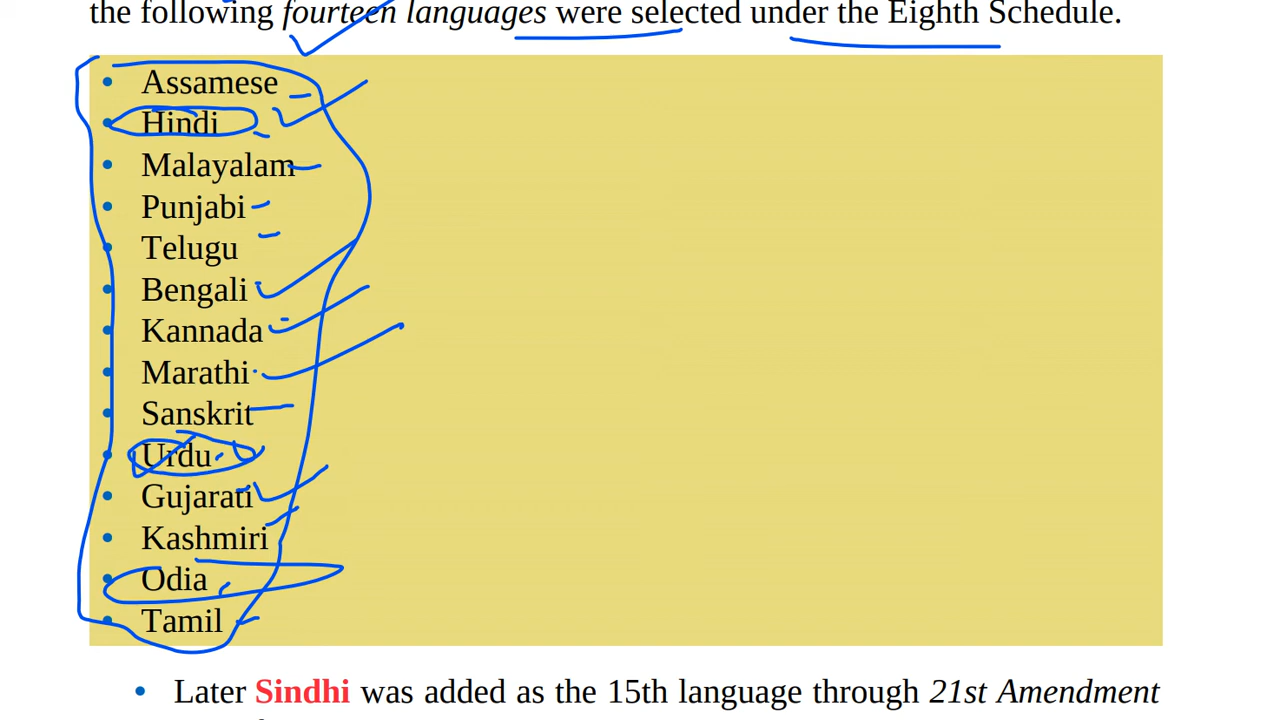 the following fourteen languages were selected under the Eighth Schedule.
• Assamese
• Hindi
• Malayalam
• Punjabi
• Telugu
• Bengali
• Kannada
• Marathi
• Sanskrit
• Urdu
• Gujarati
• Kashmiri
• Odia
• Tamil
• Later Sindhi was added as the 15th language through 21st Amendment